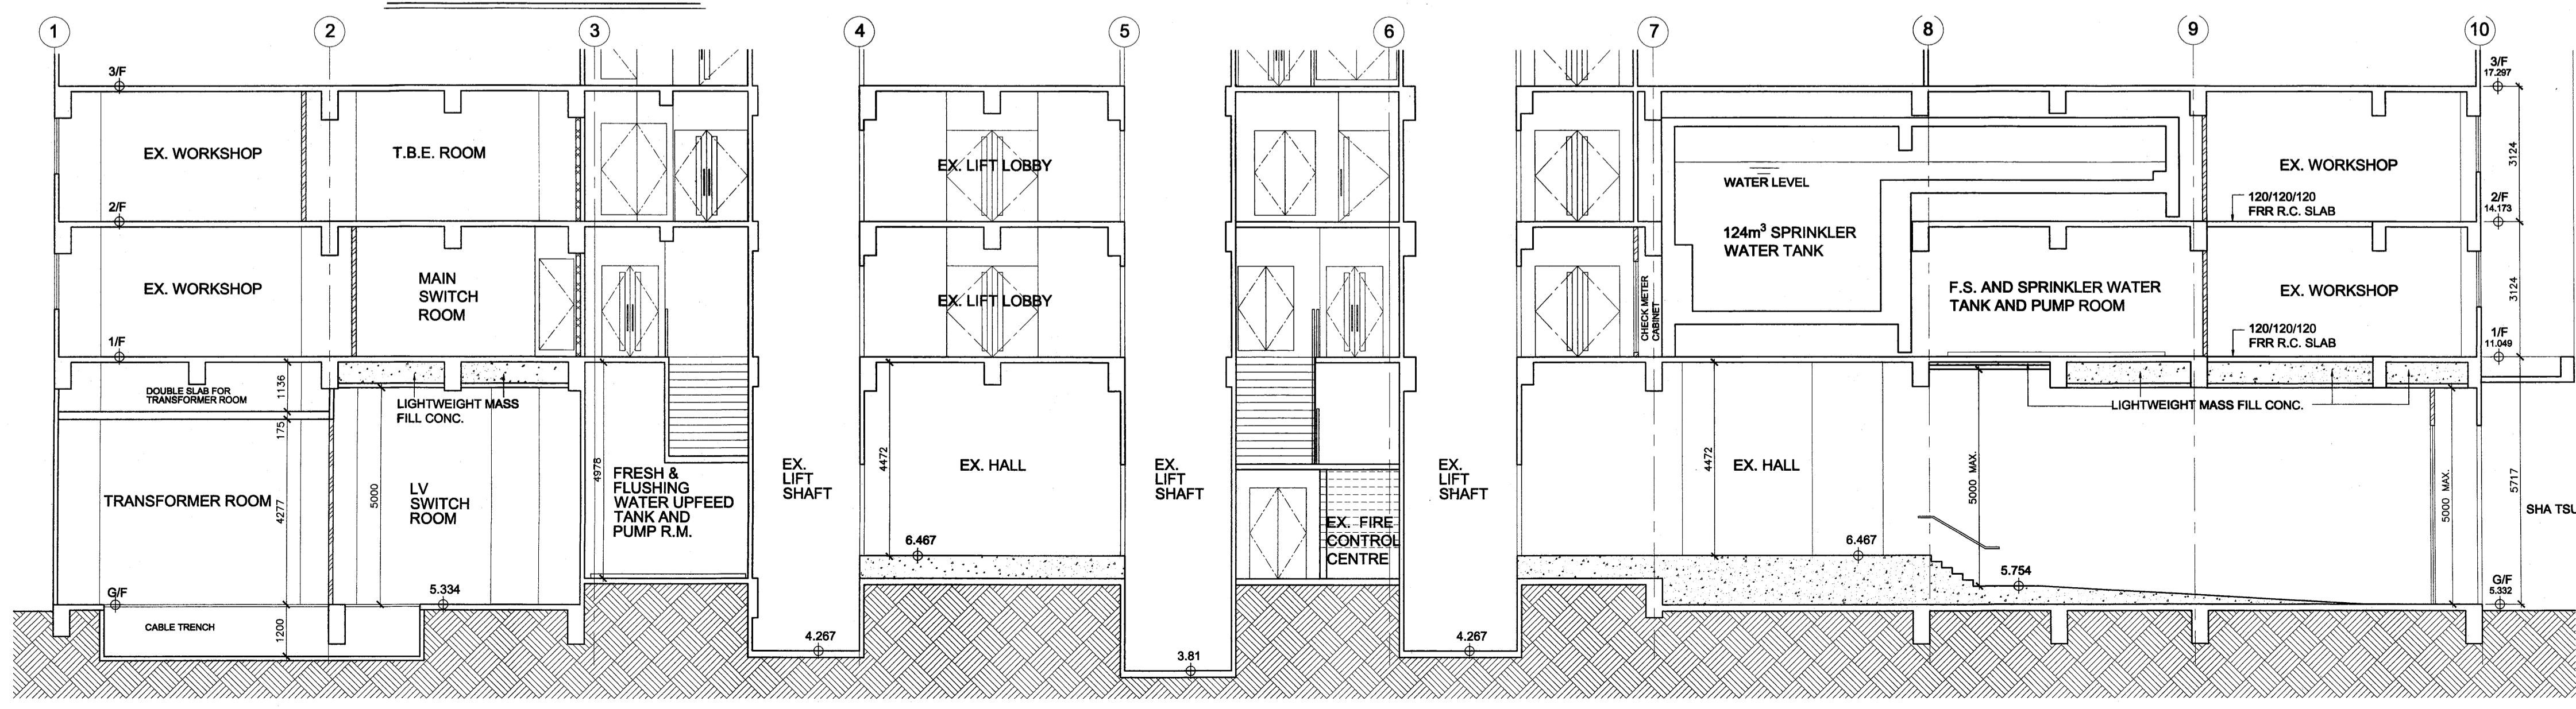 1
2
3
4
5
6
7
8
9
10
3/F
3/F
17.297
EX. WORKSHOP
T.B.E. ROOM
EX. LIFT LOBBY
WATER LEVEL
124m³ SPRINKLER
WATER TANK
EX. WORKSHOP
3124
120/120/120
FRR R.C. SLAB
2/F
2/F
14.173
EX. WORKSHOP
MAIN
SWITCH
ROOM
EX. LIFT LOBBY
CHECK METER
CABINET
F.S. AND SPRINKLER WATER
TANK AND PUMP ROOM
EX. WORKSHOP
3124
120/120/120
FRR R.C. SLAB
1/F
1/F
11.049
DOUBLE SLAB FOR
TRANSFORMER ROOM
1136
175
LIGHTWEIGHT MASS
FILL CONC.
LIGHTWEIGHT MASS FILL CONC.
TRANSFORMER ROOM
4277
5000
LV
SWITCH
ROOM
4978
FRESH &
FLUSHING
WATER UPFEED
TANK AND
PUMP R.M.
EX.
LIFT
SHAFT
4472
EX. HALL
6.467
EX.
LIFT
SHAFT
EX. FIRE
CONTROL
CENTRE
EX.
LIFT
SHAFT
4472
EX. HALL
6.467
5000 MAX.
5.754
5000 MAX.
5717
SHA TSU
G/F
5.334
G/F
5.332
CABLE TRENCH
1200
4.267
3.81
4.267